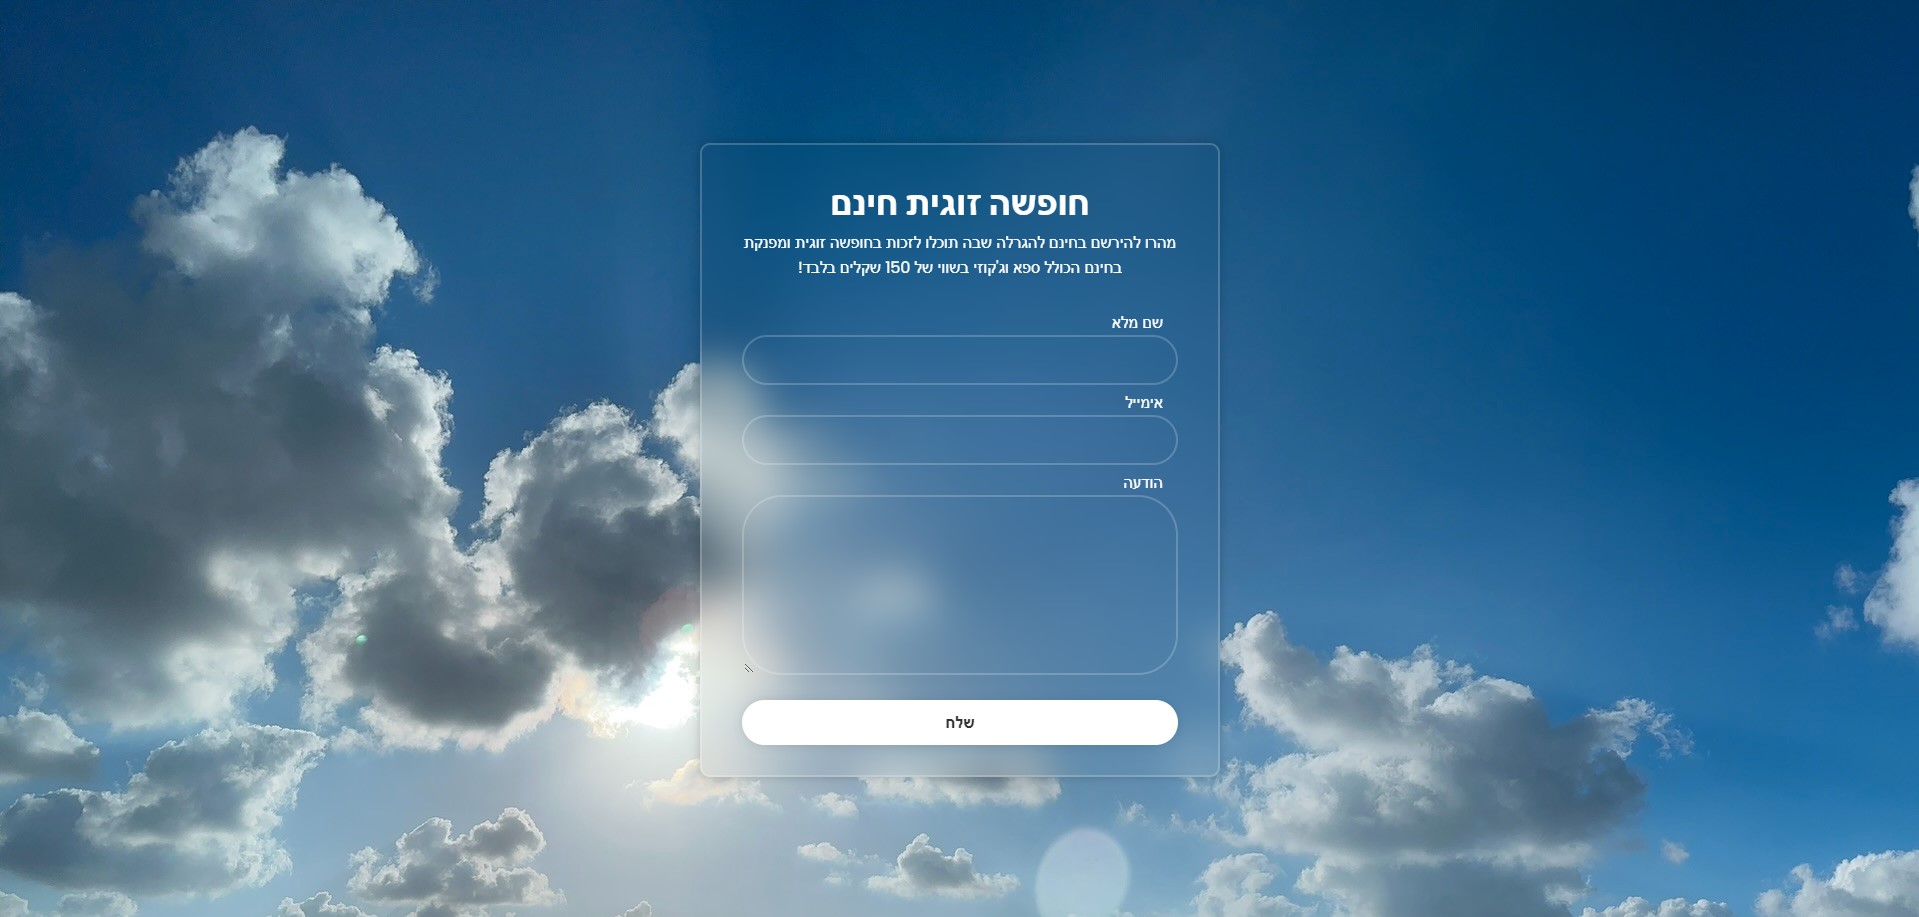 חופשה זוגית חינם
מהרו להירשם בחינם להגרלה שבה תוכלו לזכות בחופשה זוגית ומפנקת
בחינם הכולל ספא וג'קוזי בשווי של 150 שקלים בלבד!
שם מלא
אימייל
הודעה
שלח